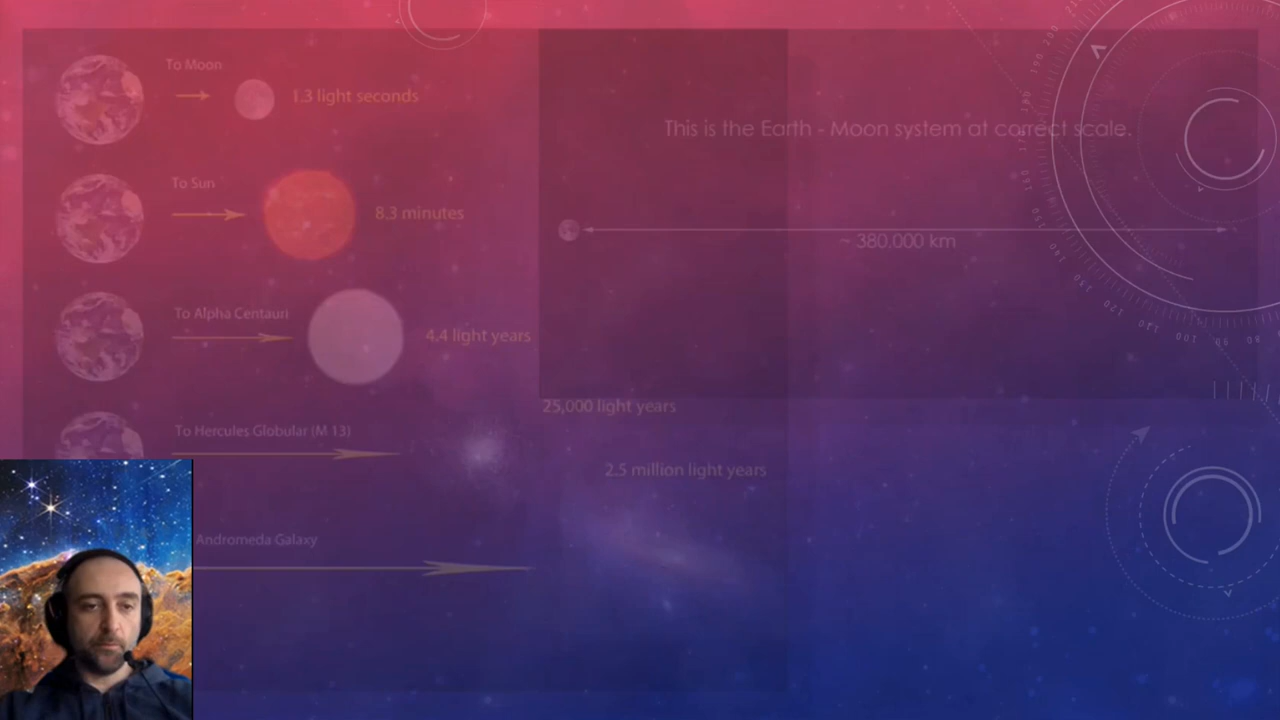 To Moon
1.3 light seconds
To Sun
8.3 minutes
To Alpha Centauri
4.4 light years
To Hercules Globular (M 13)
25,000 light years
Andromeda Galaxy
2.5 million light years
This is the Earth - Moon system at correct scale.
~ 380.000 km